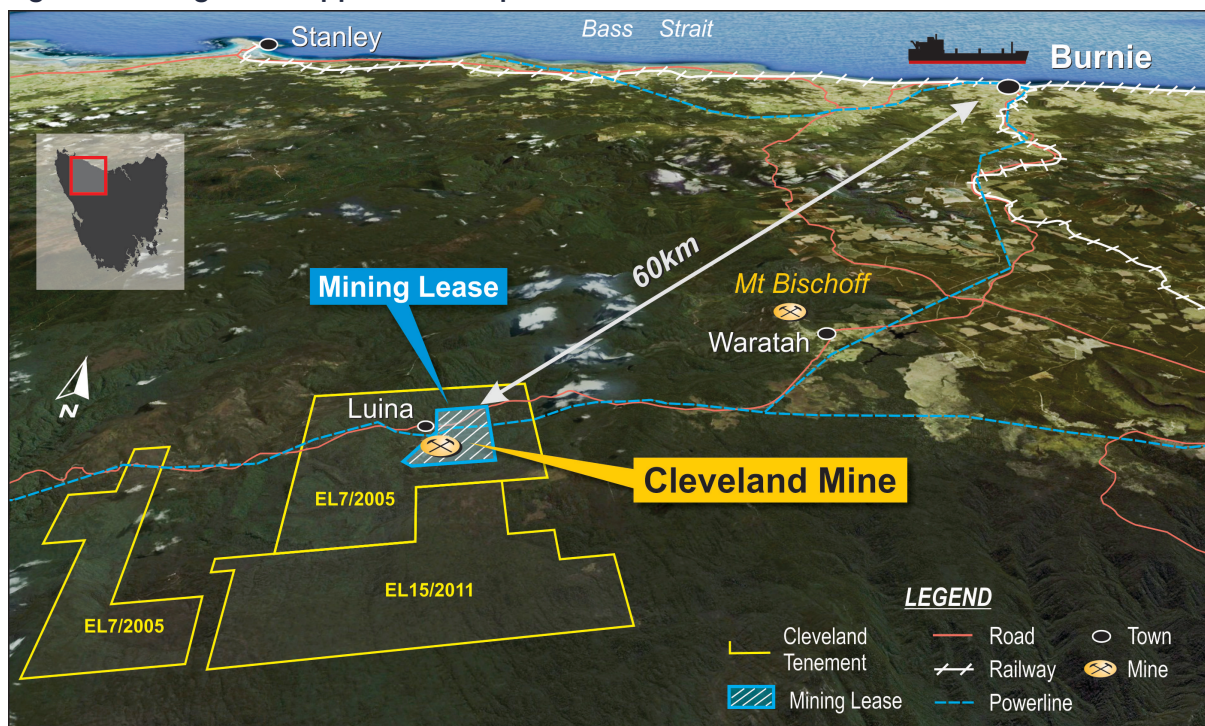 Stanley
Bass Strait
Burnie
60km
Mining Lease
Mt Bischoff
Waratah
N
Luina
Cleveland Mine
EL7/2005
EL15/2011
EL7/2005
LEGEND
Cleveland
Tenement
Mining Lease
Road
Railway
Powerline
Town
Mine